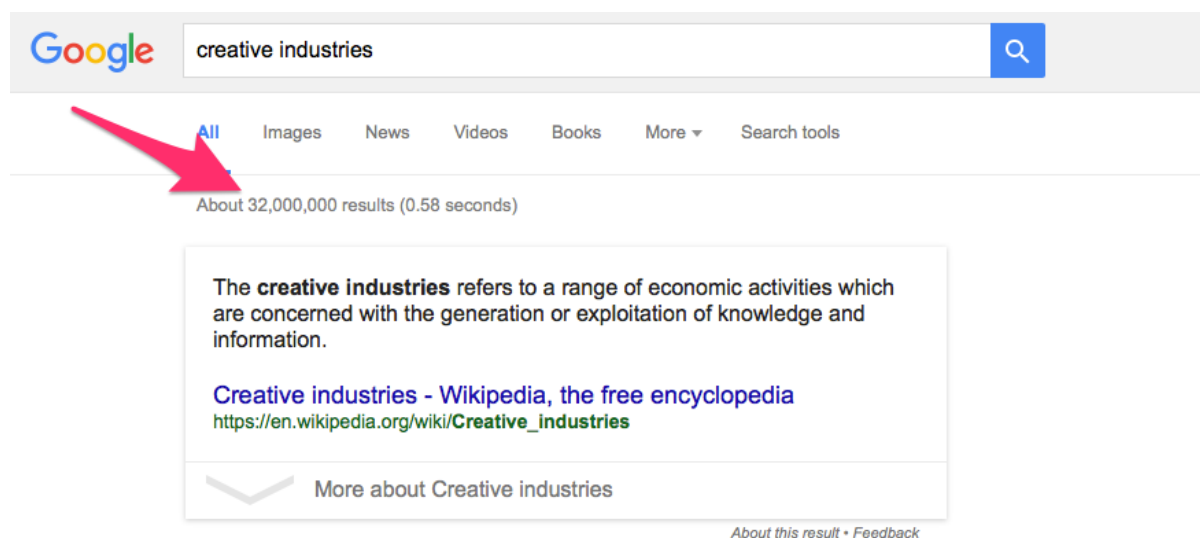 Google creative industries
All Images News Videos Books More Search tools
About 32,000,000 results (0.58 seconds)
The creative industries refers to a range of economic activities which
are concerned with the generation or exploitation of knowledge and
information.
Creative industries - Wikipedia, the free encyclopedia
https://en.wikipedia.org/wiki/Creative_industries
More about Creative industries
About this result • Feedback